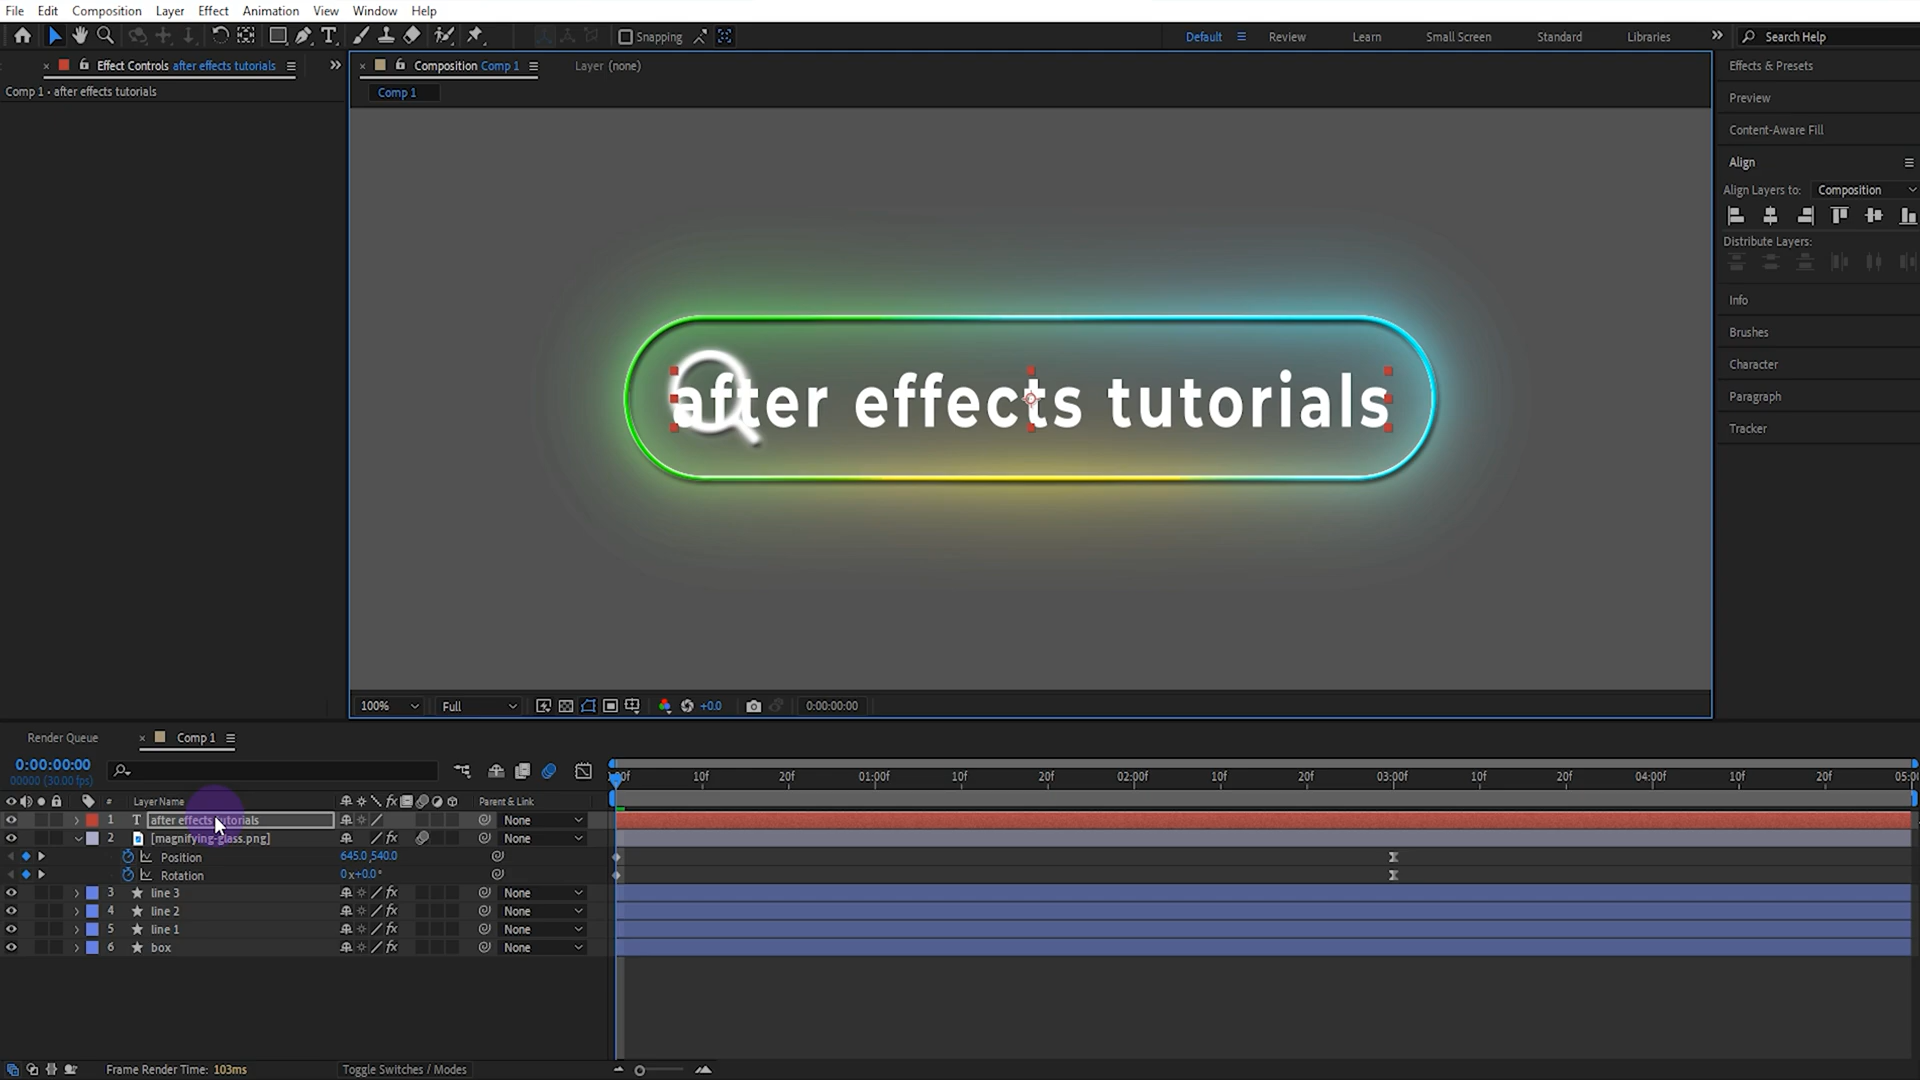 File Edit Composition Layer Effect Animation View Window Help
Snapping Default Review Learn Small Screen Standard Libraries Search Help
Effect Controls after effects tutorials Composition Comp 1 Layer (none) Effects & Presets
Comp 1 • after effects tutorials Comp 1
Preview
Content-Aware Fill
Align
Align Layers to: Composition
Distribute Layers:
Info
Brushes
Character
Paragraph
Tracker
after effects tutorials
100% Full +0.0 0:00:00:00
Render Queue Comp 1
0:00:00:00
00000 (30.00 fps)
10f 20f 01:00f 10f 20f 02:00f 10f 20f 03:00f 10f 20f 04:00f 10f 20f
# Layer Name fx Parent & Link
1 T after effects tutorials None
2 [magnifying-glass.png] fx None
Position 645.0,540.0
Rotation 0x+0.0°
3 line 3 fx None
4 line 2 fx None
5 line 1 fx None
6 box fx None
Frame Render Time: 103ms Toggle Switches / Modes